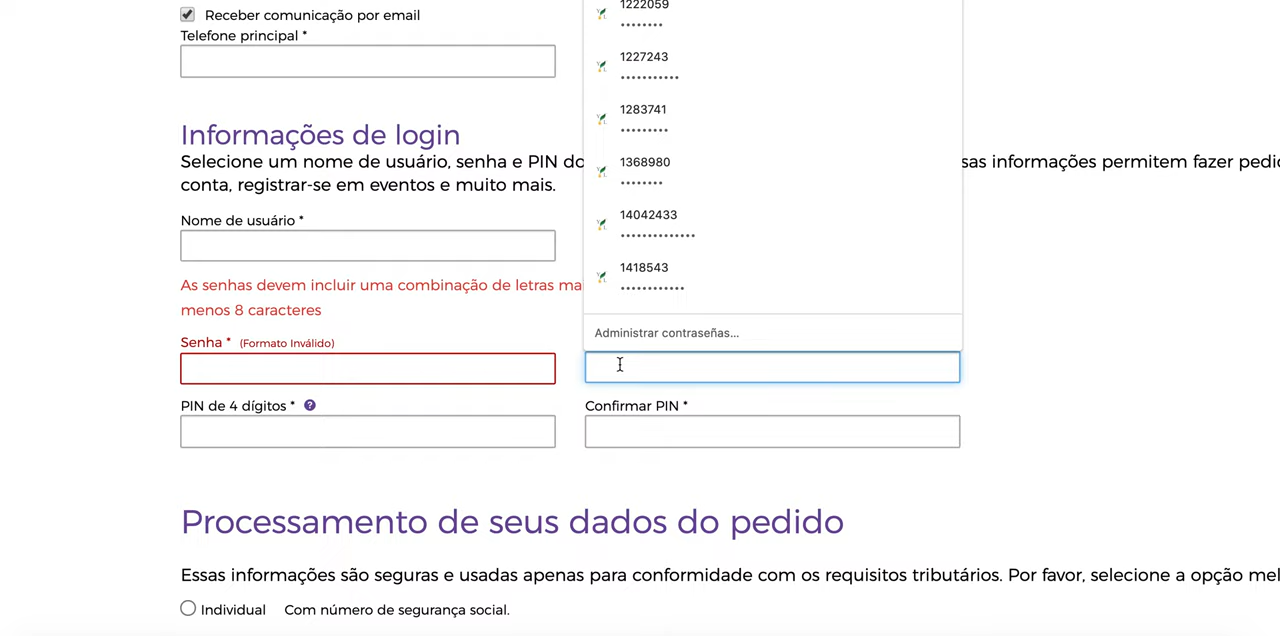 Receber comunicação por email
Telefone principal *
1222059
••••••••
1227243
•••••••••••
1283741
•••••••••
1368980
••••••••
14042433
••••••••••••••
1418543
••••••••••••
Administrar contraseñas...
Informações de login
Selecione um nome de usuário, senha e PIN do
sas informações permitem fazer pedi
conta, registrar-se em eventos e muito mais.
Nome de usuário *
As senhas devem incluir uma combinação de letras ma
menos 8 caracteres
Senha * (Formato Inválido)
PIN de 4 dígitos * ?
Confirmar PIN *
Processamento de seus dados do pedido
Essas informações são seguras e usadas apenas para conformidade com os requisitos tributários. Por favor, selecione a opção mel
Individual Com número de segurança social.